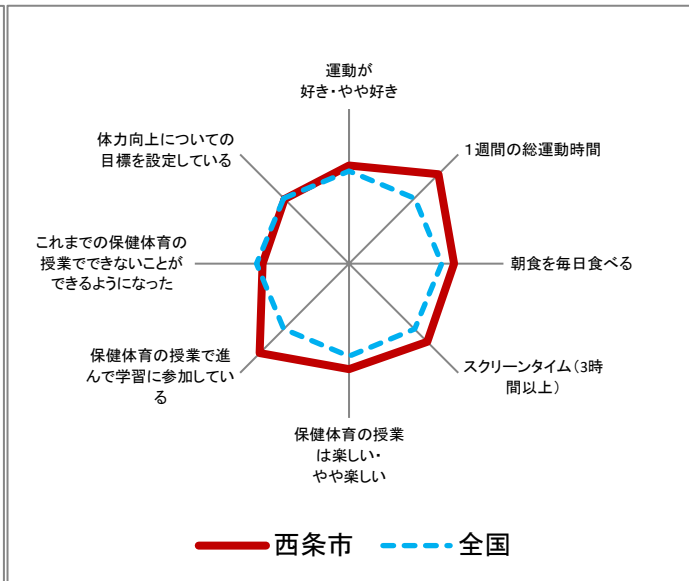 運動が
好き・やや好き
体力向上についての
目標を設定している
1週間の総運動時間
これまでの保健体育の
授業でできないことが
できるようになった
朝食を毎日食べる
保健体育の授業で進
んで学習に参加してい
る
スクリーンタイム（3時
間以上）
保健体育の授業
は楽しい・
やや楽しい
西条市
全国